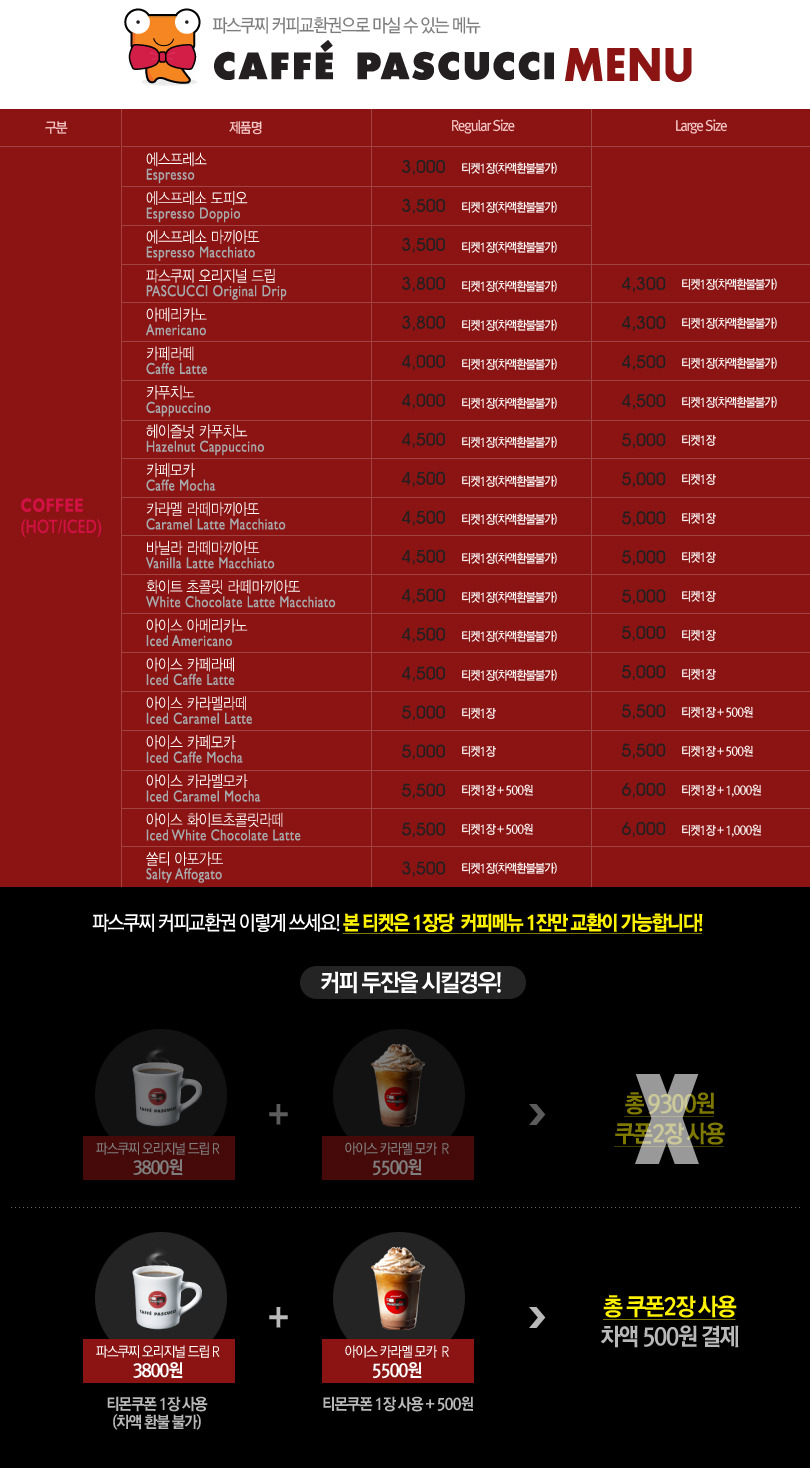 파스쿠찌 커피교환권으로 마실 수 있는 메뉴
CAFFÉ PASCUCCI MENU
구분 제품명 Regular Size Large Size
COFFEE
(HOT/ICED)
에스프레소
Espresso
3,000 티켓1장(차액환불불가)
에스프레소 도피오
Espresso Doppio
3,500 티켓1장(차액환불불가)
에스프레소 마끼아또
Espresso Macchiato
3,500 티켓1장(차액환불불가)
파스쿠찌 오리지널 드립
PASCUCCI Original Drip
3,800 티켓1장(차액환불불가) 4,300 티켓1장(차액환불불가)
아메리카노
Americano
3,800 티켓1장(차액환불불가) 4,300 티켓1장(차액환불불가)
카페라떼
Caffe Latte
4,000 티켓1장(차액환불불가) 4,500 티켓1장(차액환불불가)
카푸치노
Cappuccino
4,000 티켓1장(차액환불불가) 4,500 티켓1장(차액환불불가)
헤이즐넛 카푸치노
Hazelnut Cappuccino
4,500 티켓1장(차액환불불가) 5,000 티켓1장
카페모카
Caffe Mocha
4,500 티켓1장(차액환불불가) 5,000 티켓1장
카라멜 라떼마끼아또
Caramel Latte Macchiato
4,500 티켓1장(차액환불불가) 5,000 티켓1장
바닐라 라떼마끼아또
Vanilla Latte Macchiato
4,500 티켓1장(차액환불불가) 5,000 티켓1장
화이트 초콜릿 라떼마끼아또
White Chocolate Latte Macchiato
4,500 티켓1장(차액환불불가) 5,000 티켓1장
아이스 아메리카노
Iced Americano
4,500 티켓1장(차액환불불가) 5,000 티켓1장
아이스 카페라떼
Iced Caffe Latte
4,500 티켓1장(차액환불불가) 5,000 티켓1장
아이스 카라멜라떼
Iced Caramel Latte
5,000 티켓1장 5,500 티켓1장 + 500원
아이스 카페모카
Iced Caffe Mocha
5,000 티켓1장 5,500 티켓1장 + 500원
아이스 카라멜모카
Iced Caramel Mocha
5,500 티켓1장 + 500원 6,000 티켓1장 + 1,000원
아이스 화이트초콜릿라떼
Iced White Chocolate Latte
5,500 티켓1장 + 500원 6,000 티켓1장 + 1,000원
쏠티 아포가또
Salty Affogato
3,500 티켓1장(차액환불불가)
파스쿠찌 커피교환권 이렇게 쓰세요! 본 티켓은 1장당 커피메뉴 1잔만 교환이 가능합니다!
커피 두잔을 시킬경우!
CAFFÉ PASCUCCI
파스쿠찌 오리지널 드립 R
3800원
+
아이스 카라멜 모카 R
5500원
총 9300원
쿠폰2장 사용
X
CAFFÉ PASCUCCI
파스쿠찌 오리지널 드립 R
3800원
티몬쿠폰 1장 사용
(차액 환불 불가)
+
아이스 카라멜 모카 R
5500원
티몬쿠폰 1장 사용 + 500원
총 쿠폰2장 사용
차액 500원 결제